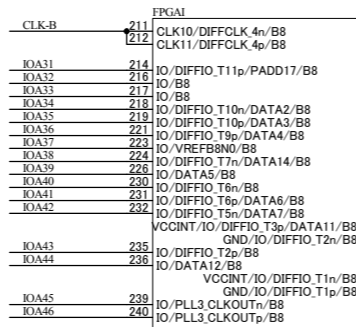 FPGAI
CLK-B 211 CLK10/DIFFCLK_4n/B8
212 CLK11/DIFFCLK_4p/B8
IOA31 214 IO/DIFFIO_T11p/PADD17/B8
IOA32 216 IO/B8
IOA33 217 IO/B8
IOA34 218 IO/DIFFIO_T10n/DATA2/B8
IOA35 219 IO/DIFFIO_T10p/DATA3/B8
IOA36 221 IO/DIFFIO_T9p/DATA4/B8
IOA37 223 IO/VREFB8N0/B8
IOA38 224 IO/DIFFIO_T7n/DATA14/B8
IOA39 226 IO/DATA5/B8
IOA40 230 IO/DIFFIO_T6n/B8
IOA41 231 IO/DIFFIO_T6p/DATA6/B8
IOA42 232 IO/DIFFIO_T5n/DATA7/B8
VCCINT/IO/DIFFIO_T3p/DATA11/B8
GND/IO/DIFFIO_T2n/B8
IOA43 235 IO/DIFFIO_T2p/B8
IOA44 236 IO/DATA12/B8
VCCINT/IO/DIFFIO_T1n/B8
GND/IO/DIFFIO_T1p/B8
IOA45 239 IO/PLL3_CLKOUTn/B8
IOA46 240 IO/PLL3_CLKOUTp/B8